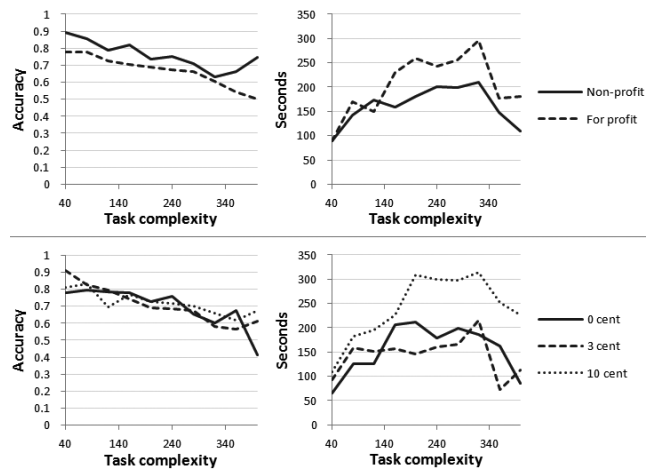 1
0.9
0.8
0.7
0.6
0.5
0.4
0.3
0.2
0.1
0
Accuracy
40 140 240 340
Task complexity
350
300
250
200
150
100
50
0
Seconds
40 140 240 340
Task complexity
Non-profit
For profit
1
0.9
0.8
0.7
0.6
0.5
0.4
0.3
0.2
0.1
0
Accuracy
40 140 240 340
Task complexity
350
300
250
200
150
100
50
0
Seconds
40 140 240 340
Task complexity
0 cent
3 cent
10 cent